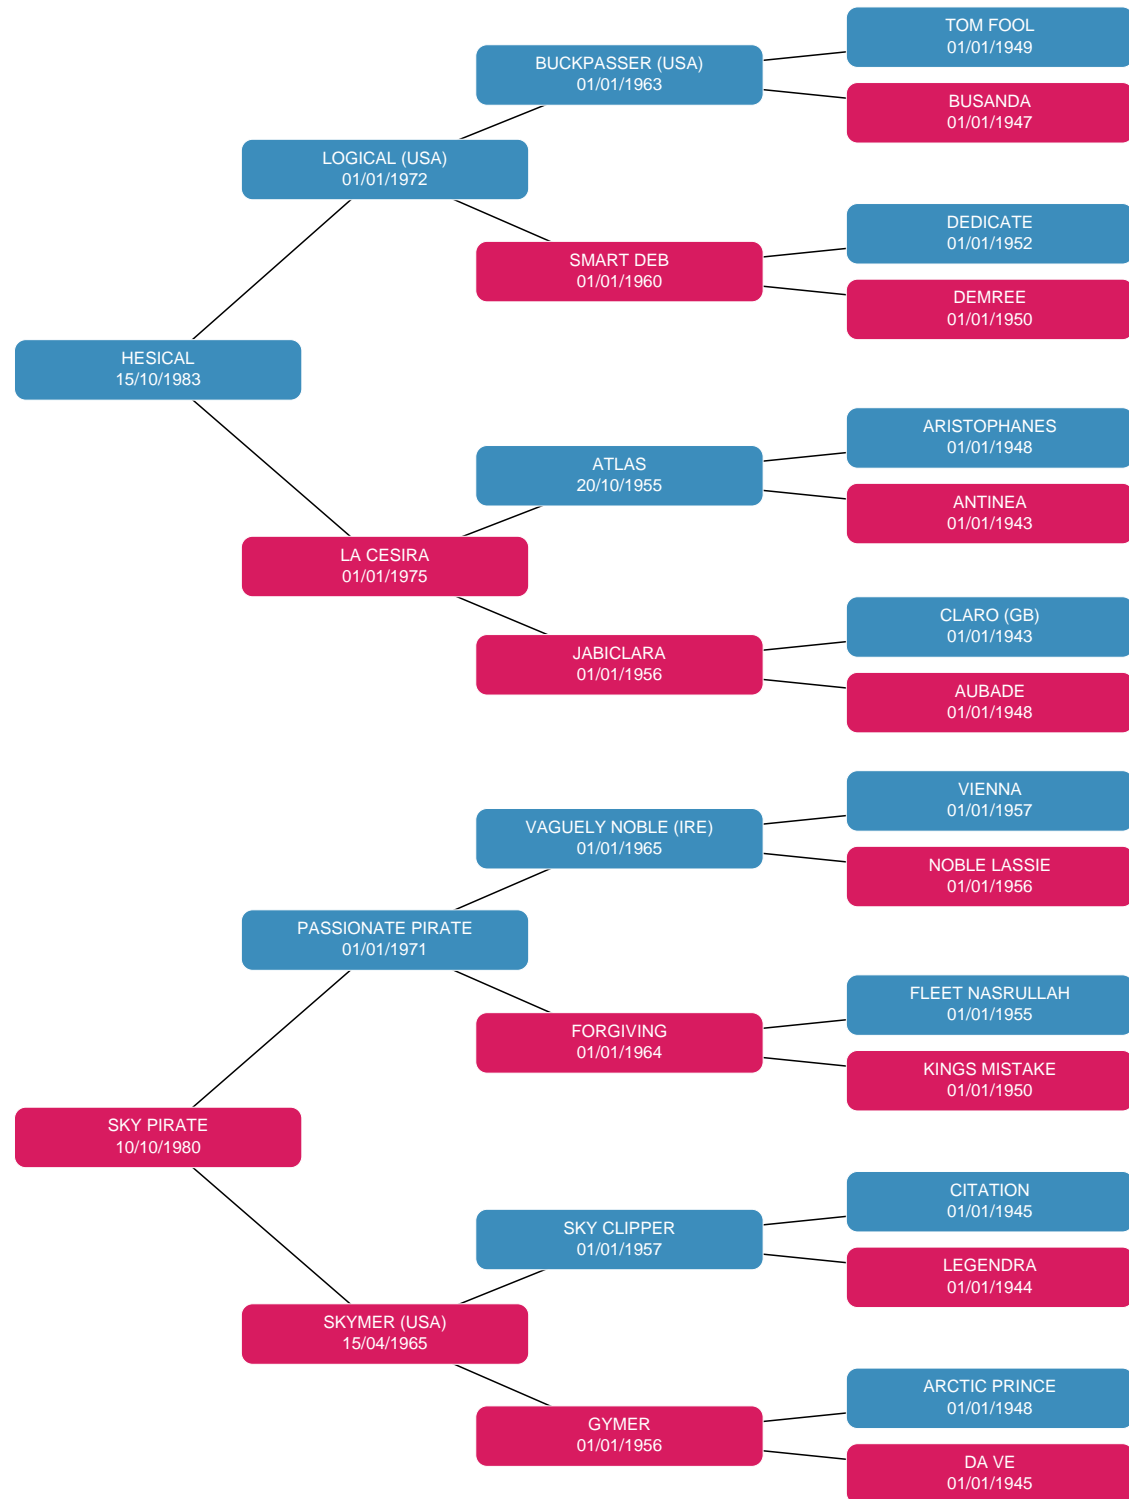 TOM FOOL
01/01/1949
BUCKPASSER (USA)
01/01/1963
BUSANDA
01/01/1947
LOGICAL (USA)
01/01/1972
DEDICATE
01/01/1952
SMART DEB
01/01/1960
DEMREE
01/01/1950
HESICAL
15/10/1983
ARISTOPHANES
01/01/1948
ATLAS
20/10/1955
ANTINEA
01/01/1943
LA CESIRA
01/01/1975
CLARO (GB)
01/01/1943
JABICLARA
01/01/1956
AUBADE
01/01/1948
VIENNA
01/01/1957
VAGUELY NOBLE (IRE)
01/01/1965
NOBLE LASSIE
01/01/1956
PASSIONATE PIRATE
01/01/1971
FLEET NASRULLAH
01/01/1955
FORGIVING
01/01/1964
KINGS MISTAKE
01/01/1950
SKY PIRATE
10/10/1980
CITATION
01/01/1945
SKY CLIPPER
01/01/1957
LEGENDRA
01/01/1944
SKYMER (USA)
15/04/1965
ARCTIC PRINCE
01/01/1948
GYMER
01/01/1956
DA VE
01/01/1945